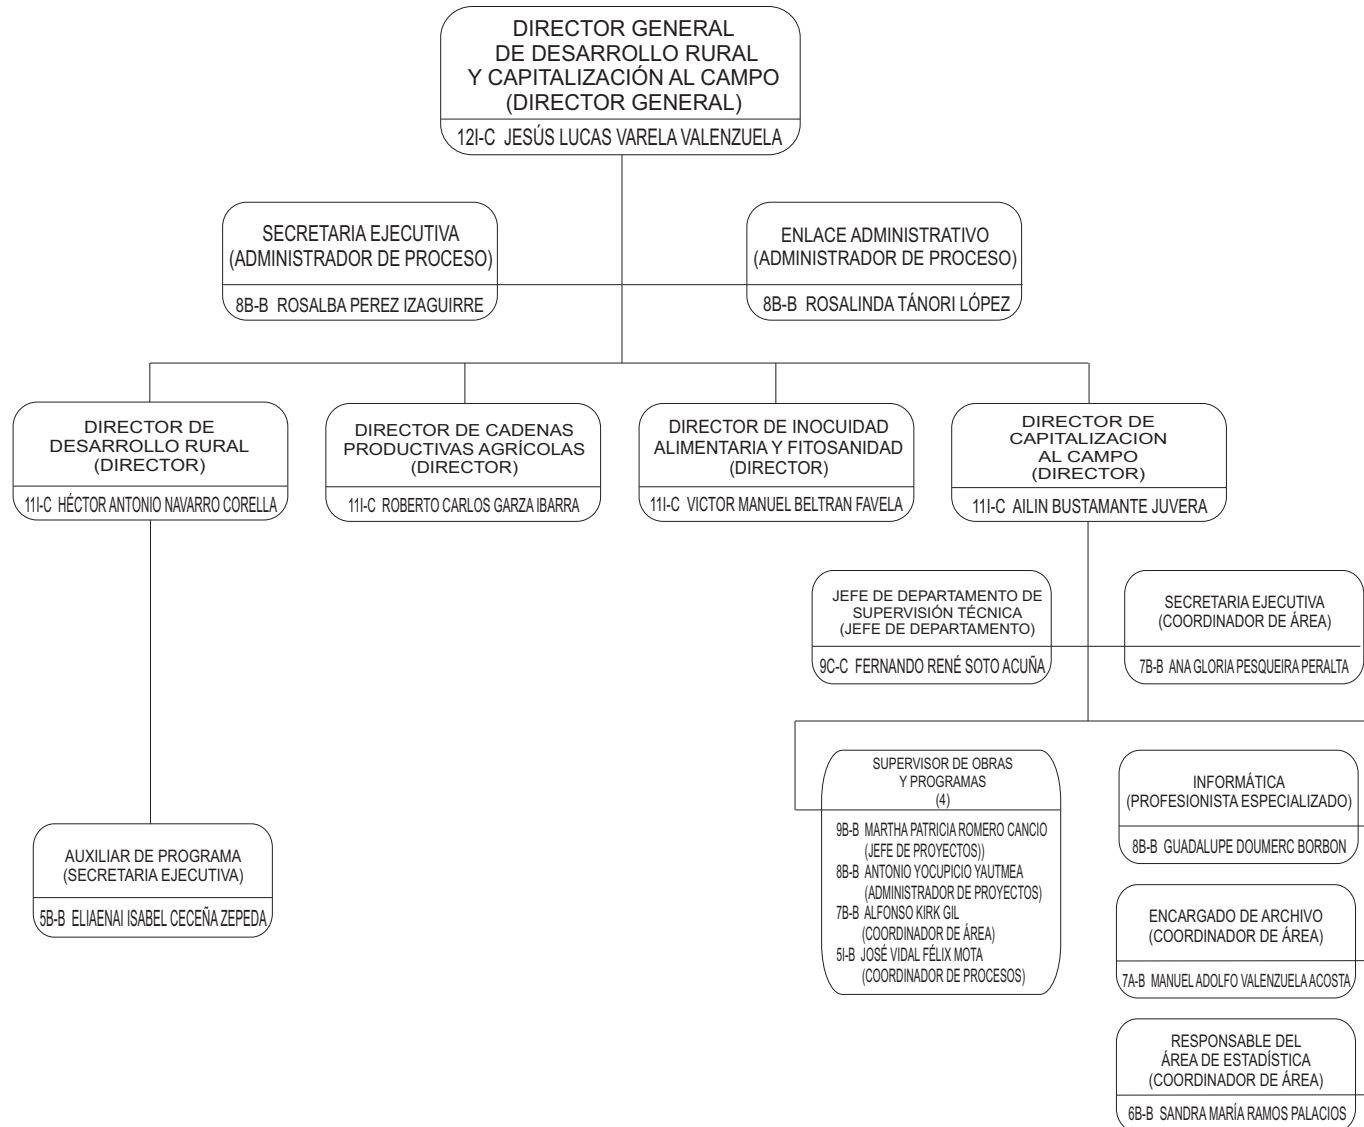 DIRECTOR GENERAL
DE DESARROLLO RURAL
Y CAPITALIZACIÓN AL CAMPO
(DIRECTOR GENERAL)
12I-C JESÚS LUCAS VARELA VALENZUELA
SECRETARIA EJECUTIVA
(ADMINISTRADOR DE PROCESO)
8B-B ROSALBA PEREZ IZAGUIRRE
ENLACE ADMINISTRATIVO
(ADMINISTRADOR DE PROCESO)
8B-B ROSALINDA TÁNORI LÓPEZ
DIRECTOR DE
DESARROLLO RURAL
(DIRECTOR)
11I-C HÉCTOR ANTONIO NAVARRO CORELLA
DIRECTOR DE CADENAS
PRODUCTIVAS AGRÍCOLAS
(DIRECTOR)
11I-C ROBERTO CARLOS GARZA IBARRA
DIRECTOR DE INOCUIDAD
ALIMENTARIA Y FITOSANIDAD
(DIRECTOR)
11I-C VICTOR MANUEL BELTRAN FAVELA
DIRECTOR DE
CAPITALIZACION
AL CAMPO
(DIRECTOR)
11I-C AILIN BUSTAMANTE JUVERA
JEFE DE DEPARTAMENTO DE
SUPERVISIÓN TÉCNICA
(JEFE DE DEPARTAMENTO)
9C-C FERNANDO RENÉ SOTO ACUÑA
SECRETARIA EJECUTIVA
(COORDINADOR DE ÁREA)
7B-B ANA GLORIA PESQUEIRA PERALTA
AUXILIAR DE PROGRAMA
(SECRETARIA EJECUTIVA)
5B-B ELIAENAI ISABEL CECEÑA ZEPEDA
SUPERVISOR DE OBRAS
Y PROGRAMAS
(4)
9B-B MARTHA PATRICIA ROMERO CANCIO
(JEFE DE PROYECTOS))
8B-B ANTONIO YOCUPICIO YAUTMEA
(ADMINISTRADOR DE PROYECTOS)
7B-B ALFONSO KIRK GIL
(COORDINADOR DE ÁREA)
5I-B JOSÉ VIDAL FÉLIX MOTA
(COORDINADOR DE PROCESOS)
INFORMÁTICA
(PROFESIONISTA ESPECIALIZADO)
8B-B GUADALUPE DOUMERC BORBON
ENCARGADO DE ARCHIVO
(COORDINADOR DE ÁREA)
7A-B MANUEL ADOLFO VALENZUELA ACOSTA
RESPONSABLE DEL
ÁREA DE ESTADÍSTICA
(COORDINADOR DE ÁREA)
6B-B SANDRA MARÍA RAMOS PALACIOS